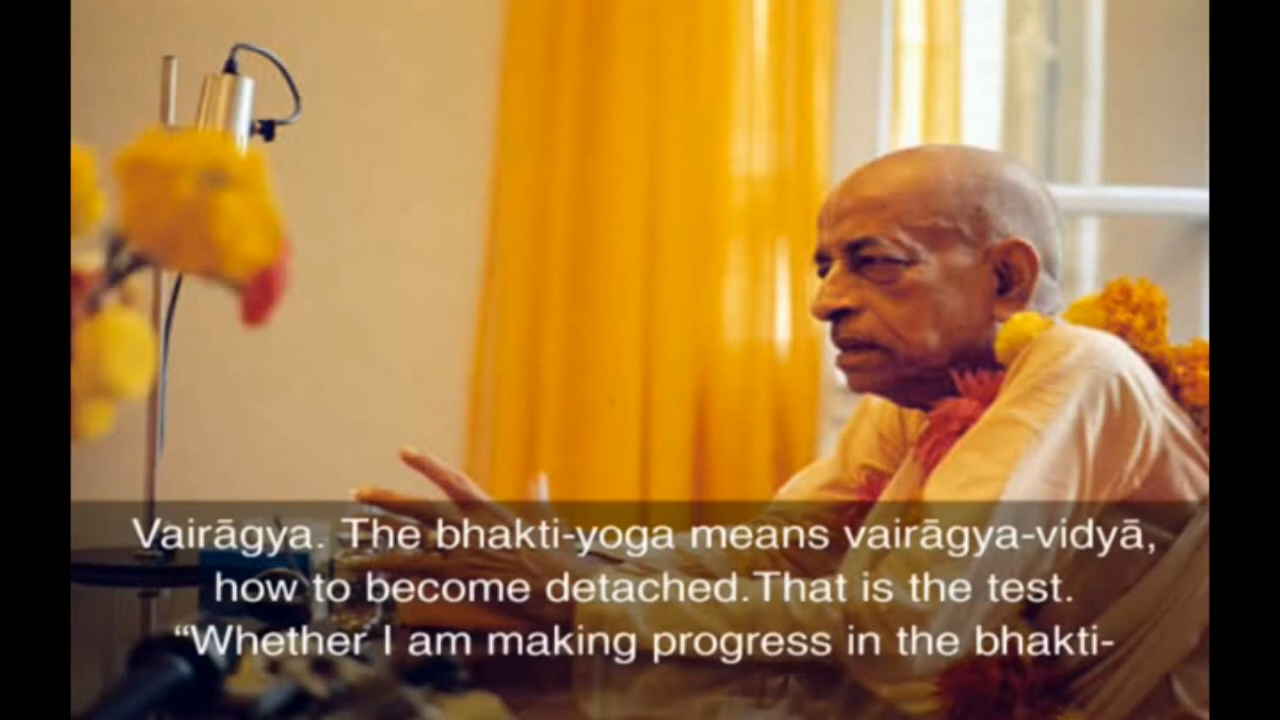 Vairāgya. The bhakti-yoga means vairāgya-vidyā,
how to become detached.That is the test.
“Whether I am making progress in the bhakti-